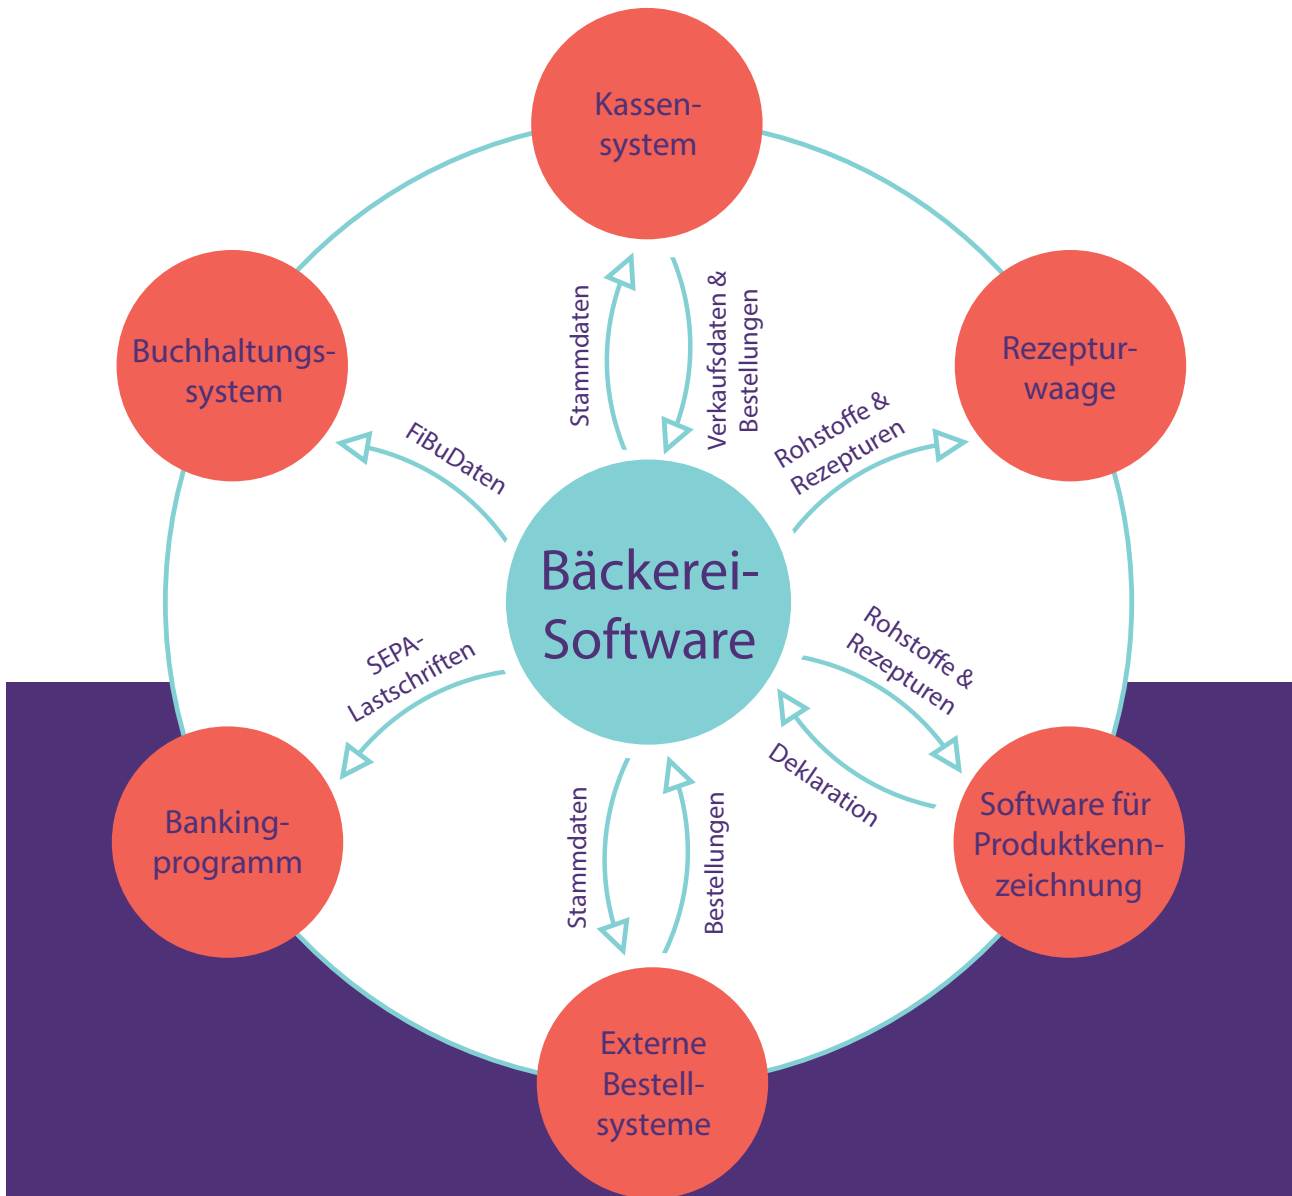 Kassen-
system
Buchhaltungs-
system
Rezeptur-
waage
Stammdaten
Verkaufsdaten &
Bestellungen
FiBuDaten
Rohstoffe &
Rezepturen
Bäckerei-
Software
SEPA-
Lastschriften
Rohstoffe &
Rezepturen
Deklaration
Banking-
programm
Stammdaten
Bestellungen
Software für
Produktkenn-
zeichnung
Externe
Bestell-
systeme